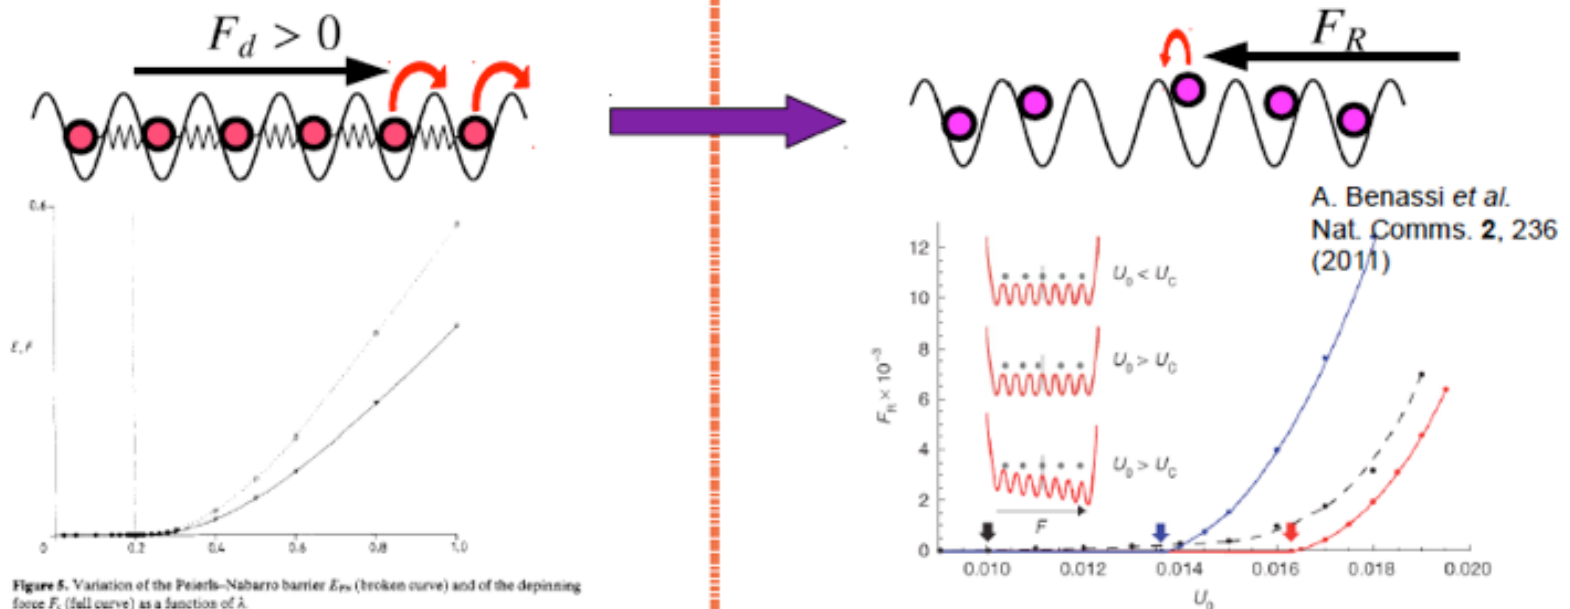 F_d > 0
F_R
A. Benassi et al.
Nat. Comms. 2, 236
(2011)
0.6
E, F
0 0.2 0.4 0.6 0.8 1.0
Figure 5. Variation of the Peierls–Nabarro barrier E_PN (broken curve) and of the depinning
force F_c (full curve) as a function of λ
12
10
8
6
4
2
0
F_R × 10⁻³
U_0 < U_C
U_0 > U_C
U_0 > U_C
F
0.010 0.012 0.014 0.016 0.018 0.020
U_0